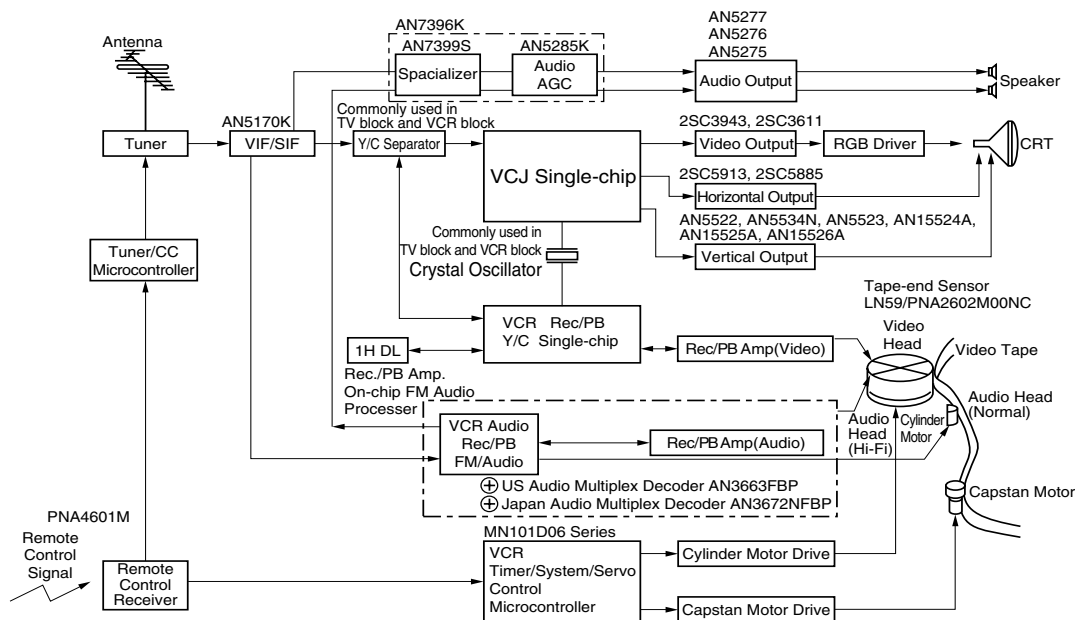 AN7396K
AN5277
AN5276
AN5275
Antenna
AN7399S
AN5285K
Spacializer
Audio
AGC
Audio Output
Speaker
AN5170K
Commonly used in
TV block and VCR block
2SC3943, 2SC3611
Tuner
VIF/SIF
Y/C Separator
VCJ Single-chip
Video Output
RGB Driver
CRT
2SC5913, 2SC5885
Horizontal Output
AN5522, AN5534N, AN5523, AN15524A,
AN15525A, AN15526A
Vertical Output
Commonly used in
TV block and VCR block
Crystal Oscillator
Tuner/CC
Microcontroller
Tape-end Sensor
LN59/PNA2602M00NC
VCR Rec/PB
Y/C Single-chip
1H DL
Rec/PB Amp(Video)
Video
Head
Video Tape
Rec./PB Amp.
On-chip FM Audio
Processer
Audio Head
(Normal)
VCR Audio
Rec/PB
FM/Audio
Rec/PB Amp(Audio)
Audio
Head
(Hi-Fi)
Cylinder
Motor
US Audio Multiplex Decoder AN3663FBP
Japan Audio Multiplex Decoder AN3672NFBP
Capstan Motor
PNA4601M
Remote
Control
Signal
Remote
Control
Receiver
MN101D06 Series
VCR
Timer/System/Servo
Control
Microcontroller
Cylinder Motor Drive
Capstan Motor Drive